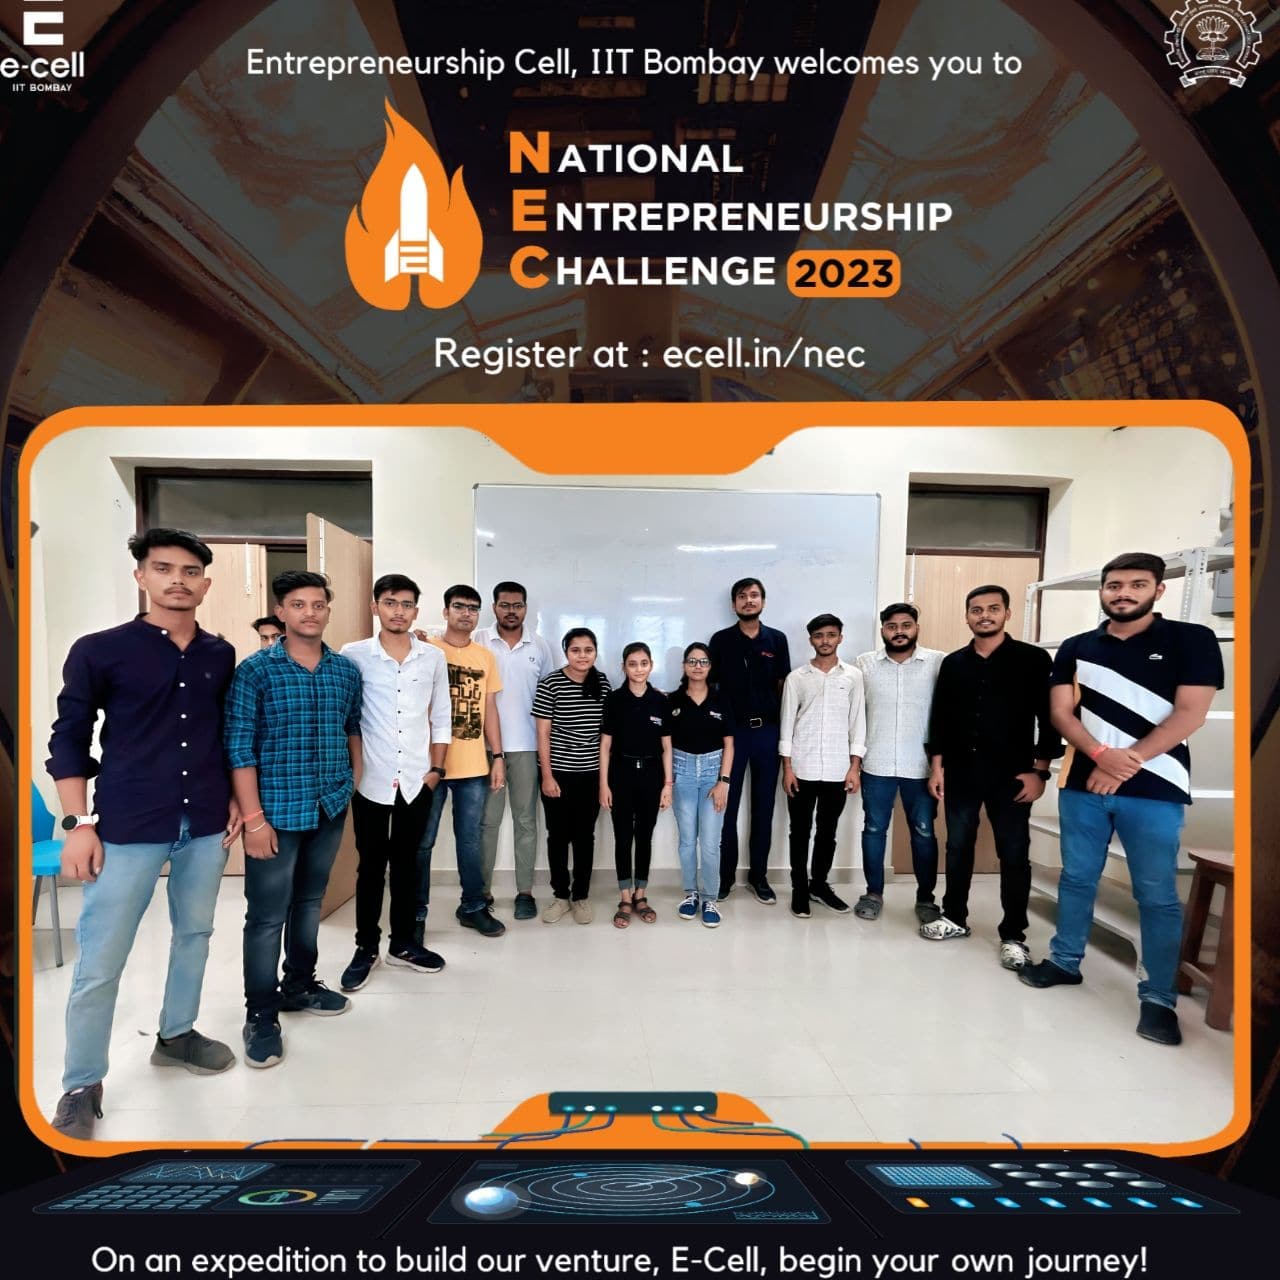 e-cell
IIT BOMBAY
Entrepreneurship Cell, IIT Bombay welcomes you to
NATIONAL
ENTREPRENEURSHIP
CHALLENGE 2023
Register at : ecell.in/nec
On an expedition to build our venture, E-Cell, begin your own journey!